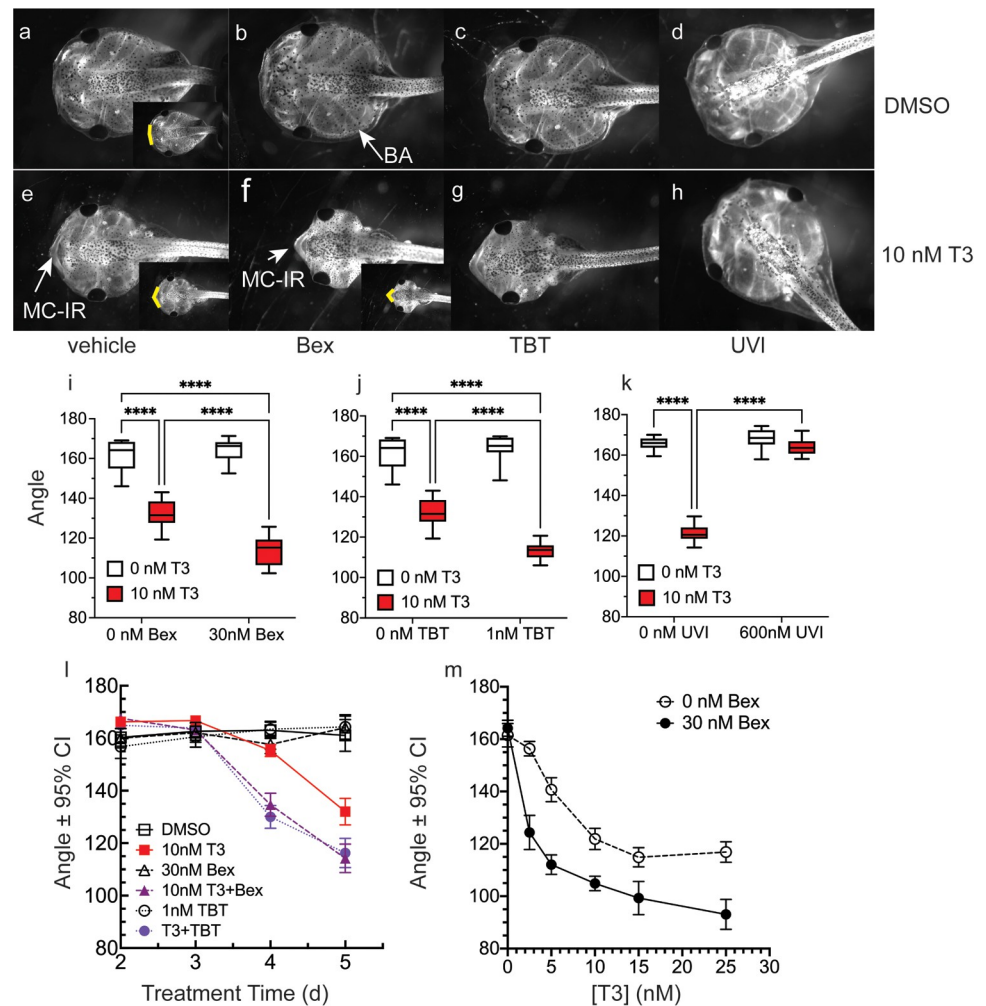 a b c d
DMSO
BA
e f g h
10 nM T3
MC-IR MC-IR
vehicle Bex TBT UVI
i j k
**** **** ****
**** **** **** **** ****
180 180 180
160 160 160
140 140 140
120 120 120
100 100 100
80 80 80
Angle
0 nM T3 0 nM T3 0 nM T3
10 nM T3 10 nM T3 10 nM T3
0 nM Bex 30nM Bex 0 nM TBT 1nM TBT 0 nM UVI 600nM UVI
l
180
160
140
120
100
80
Angle ± 95% CI
DMSO
10nM T3
30nM Bex
10nM T3+Bex
1nM TBT
T3+TBT
2 3 4 5
Treatment Time (d)
m
180
160
140
120
100
80
Angle ± 95% CI
0 nM Bex
30 nM Bex
0 5 10 15 20 25 30
[T3] (nM)